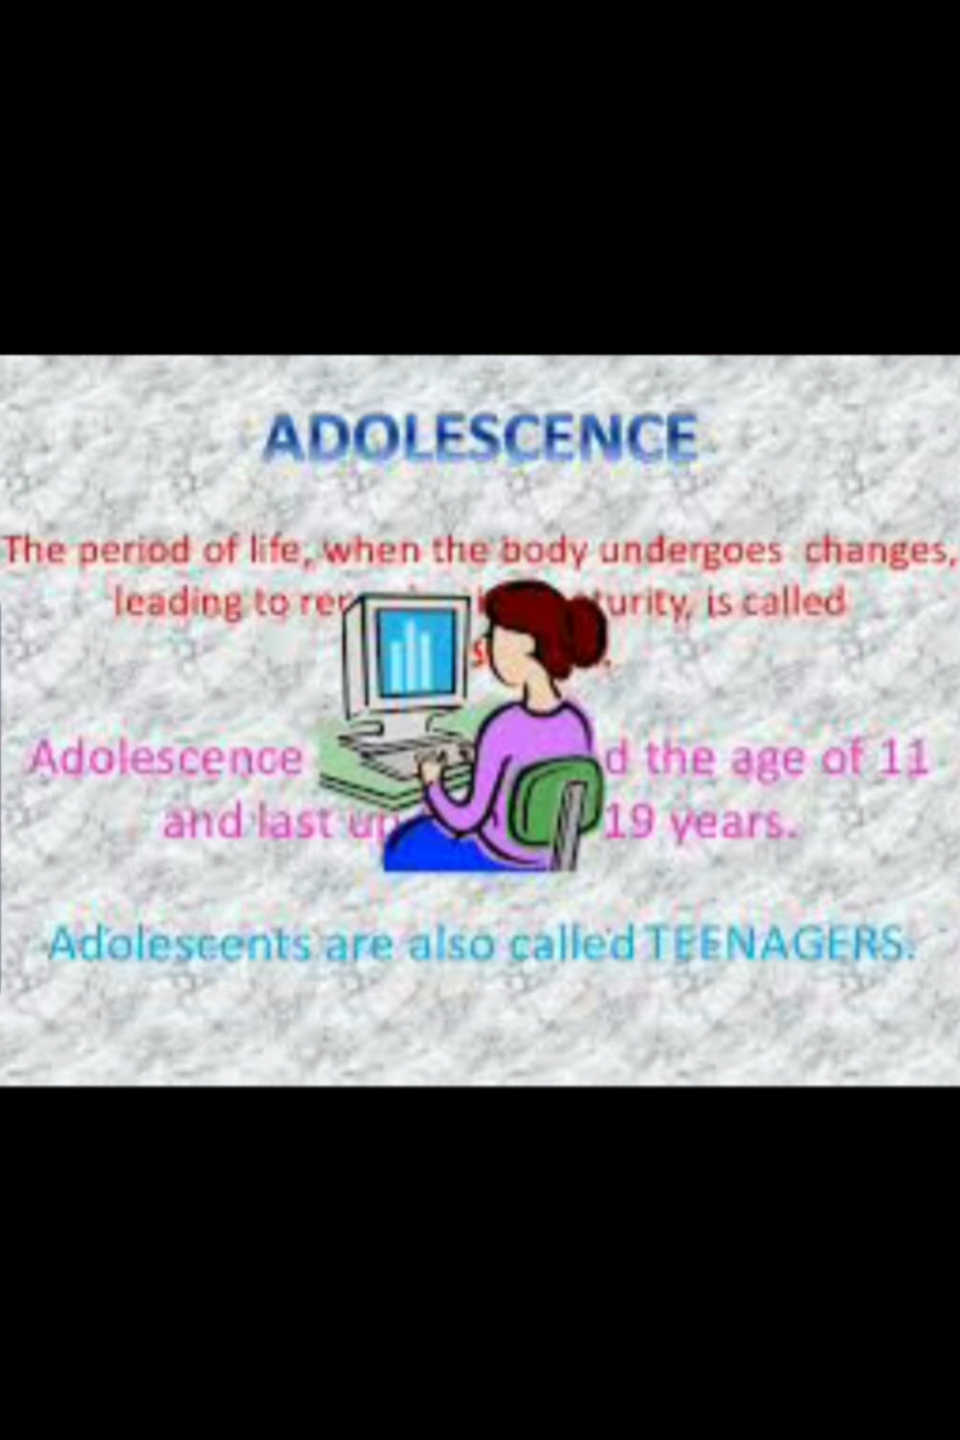 ADOLESCENCE
The period of life, when the body undergoes changes,
leading to turity, is called
Adolescence the age of 11
and last 19 years.
Adolescents are also called TEENAGERS.